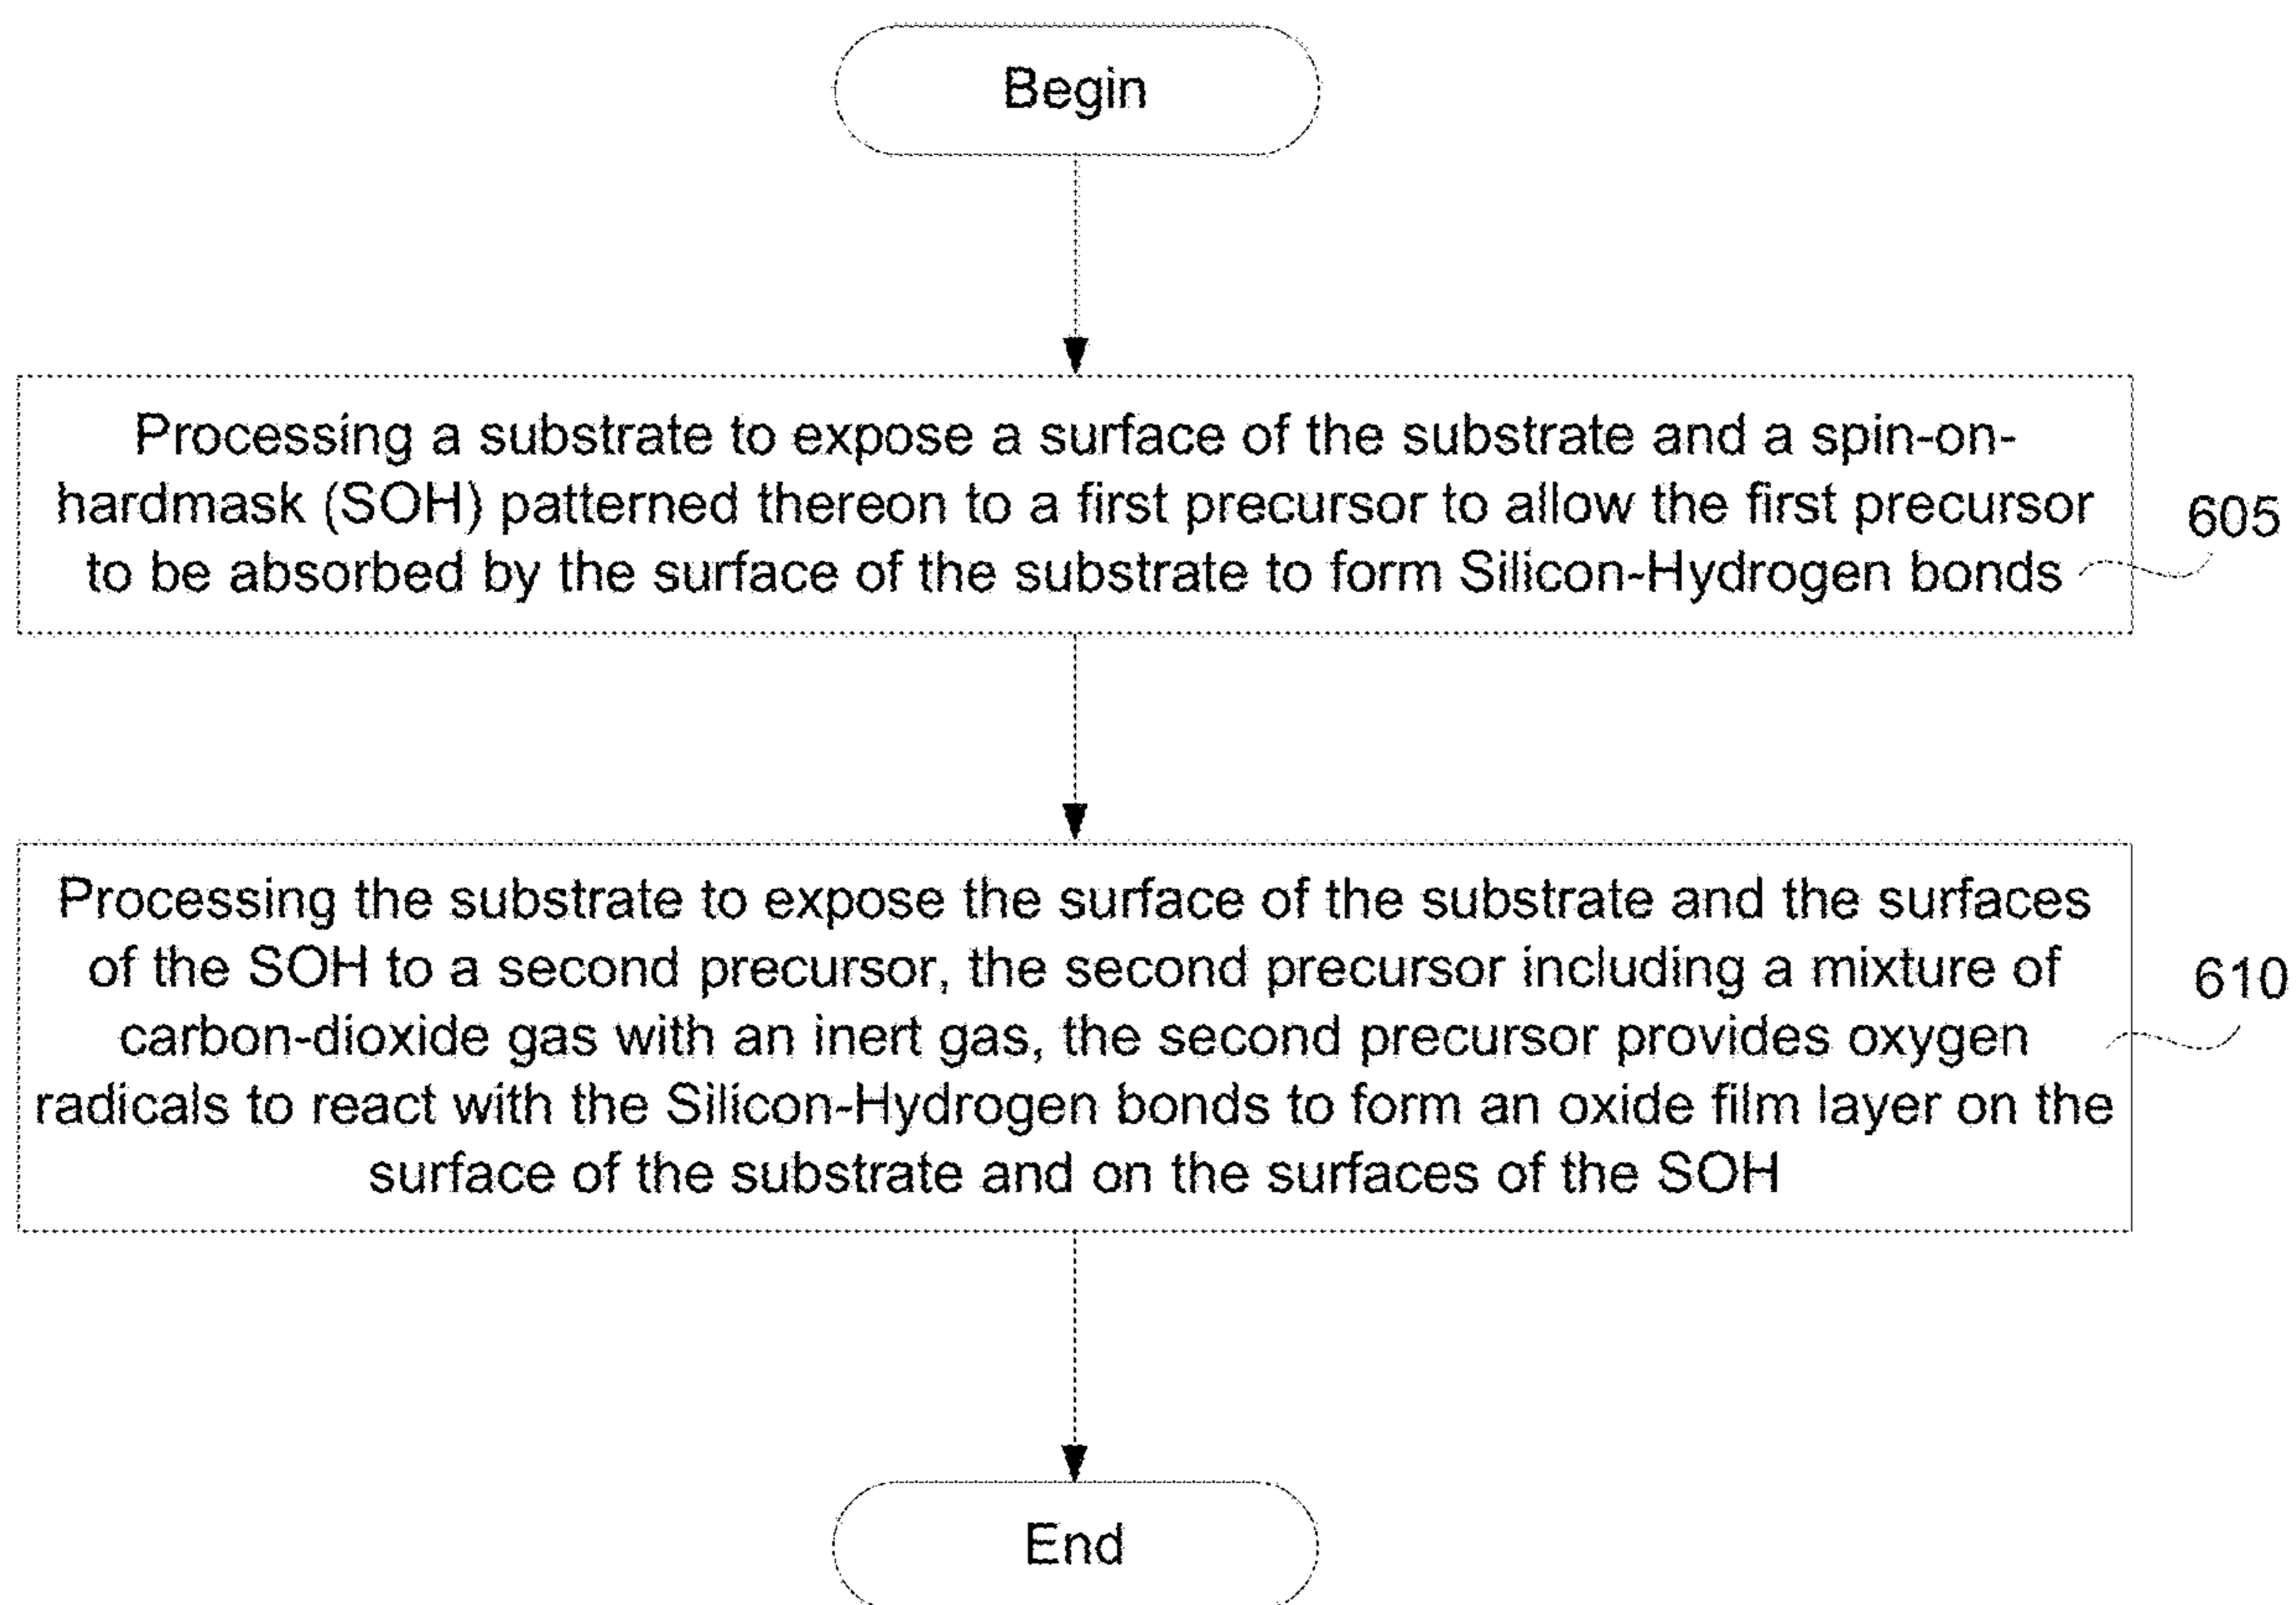 Begin
Processing a substrate to expose a surface of the substrate and a spin-on-
hardmask (SOH) patterned thereon to a first precursor to allow the first precursor
to be absorbed by the surface of the substrate to form Silicon-Hydrogen bonds
605
Processing the substrate to expose the surface of the substrate and the surfaces
of the SOH to a second precursor, the second precursor including a mixture of
carbon-dioxide gas with an inert gas, the second precursor provides oxygen
radicals to react with the Silicon-Hydrogen bonds to form an oxide film layer on the
surface of the substrate and on the surfaces of the SOH
610
End